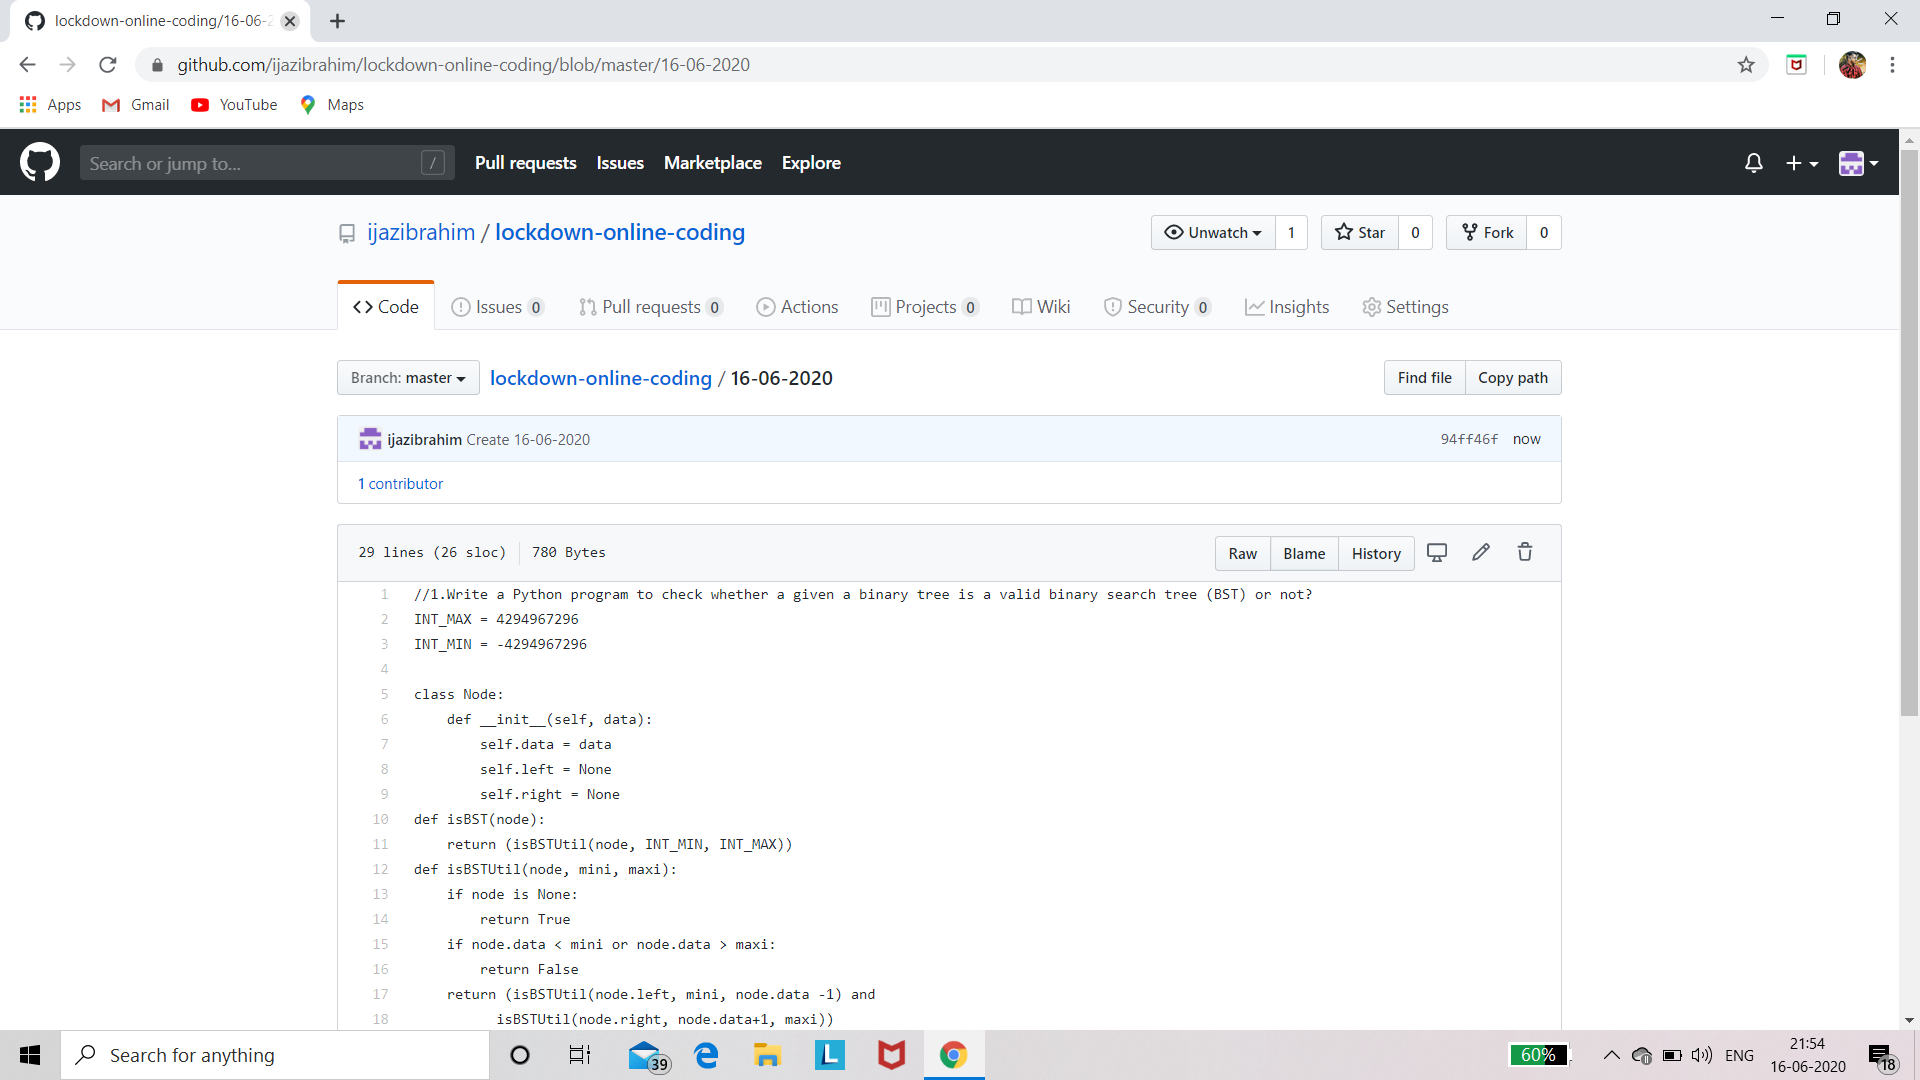 lockdown-online-coding/16-06-2
github.com/ijazibrahim/lockdown-online-coding/blob/master/16-06-2020
Apps Gmail YouTube Maps
Search or jump to... / Pull requests Issues Marketplace Explore
ijazibrahim / lockdown-online-coding Unwatch 1 Star 0 Fork 0
Code Issues 0 Pull requests 0 Actions Projects 0 Wiki Security 0 Insights Settings
Branch: master lockdown-online-coding / 16-06-2020 Find file Copy path
ijazibrahim Create 16-06-2020 94ff46f now
1 contributor
29 lines (26 sloc) 780 Bytes Raw Blame History
1 //1.Write a Python program to check whether a given a binary tree is a valid binary search tree (BST) or not?
2 INT_MAX = 4294967296
3 INT_MIN = -4294967296
4
5 class Node:
6 def __init__(self, data):
7 self.data = data
8 self.left = None
9 self.right = None
10 def isBST(node):
11 return (isBSTUtil(node, INT_MIN, INT_MAX))
12 def isBSTUtil(node, mini, maxi):
13 if node is None:
14 return True
15 if node.data < mini or node.data > maxi:
16 return False
17 return (isBSTUtil(node.left, mini, node.data -1) and
18 isBSTUtil(node.right, node.data+1, maxi))
Search for anything 39 L 60% ENG 21:54
16-06-2020 18